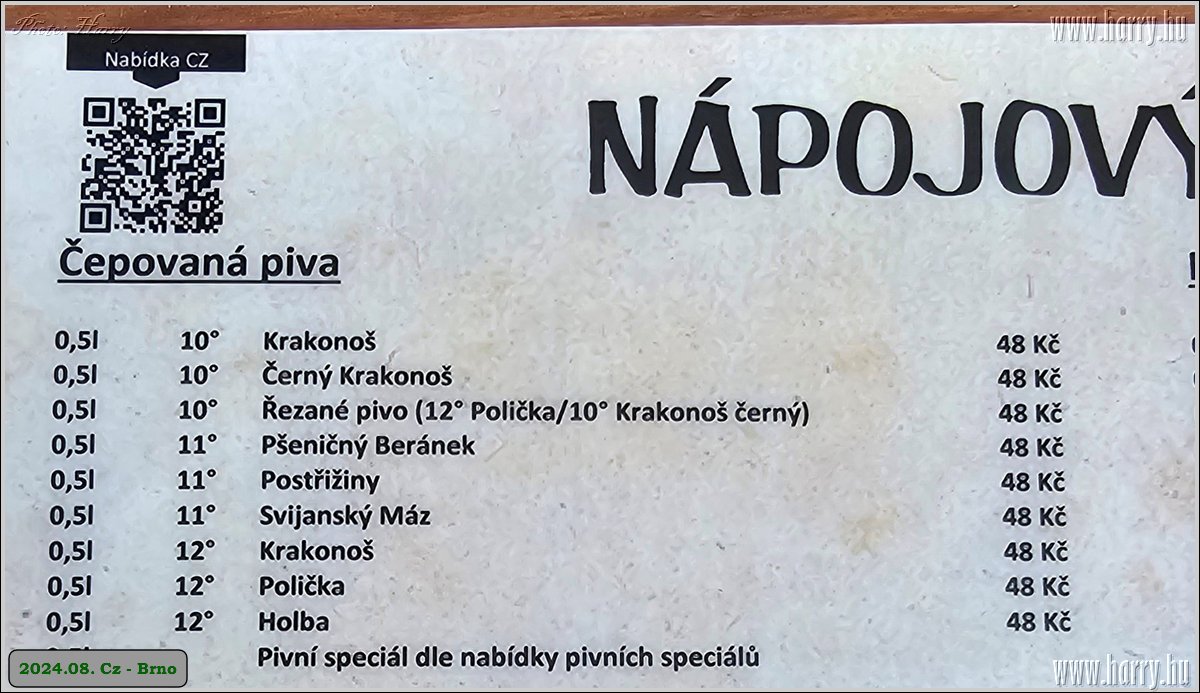 Photo: Harry
www.harry.hu
Nabídka CZ
NÁPOJOVÝ
Čepovaná piva
0,5l 10° Krakonoš 48 Kč
0,5l 10° Černý Krakonoš 48 Kč
0,5l 10° Řezané pivo (12° Polička/10° Krakonoš černý) 48 Kč
0,5l 11° Pšeničný Beránek 48 Kč
0,5l 11° Postřižiny 48 Kč
0,5l 11° Svijanský Máz 48 Kč
0,5l 12° Krakonoš 48 Kč
0,5l 12° Polička 48 Kč
0,5l 12° Holba 48 Kč
Pivní speciál dle nabídky pivních speciálů
2024.08. Cz - Brno
www.harry.hu